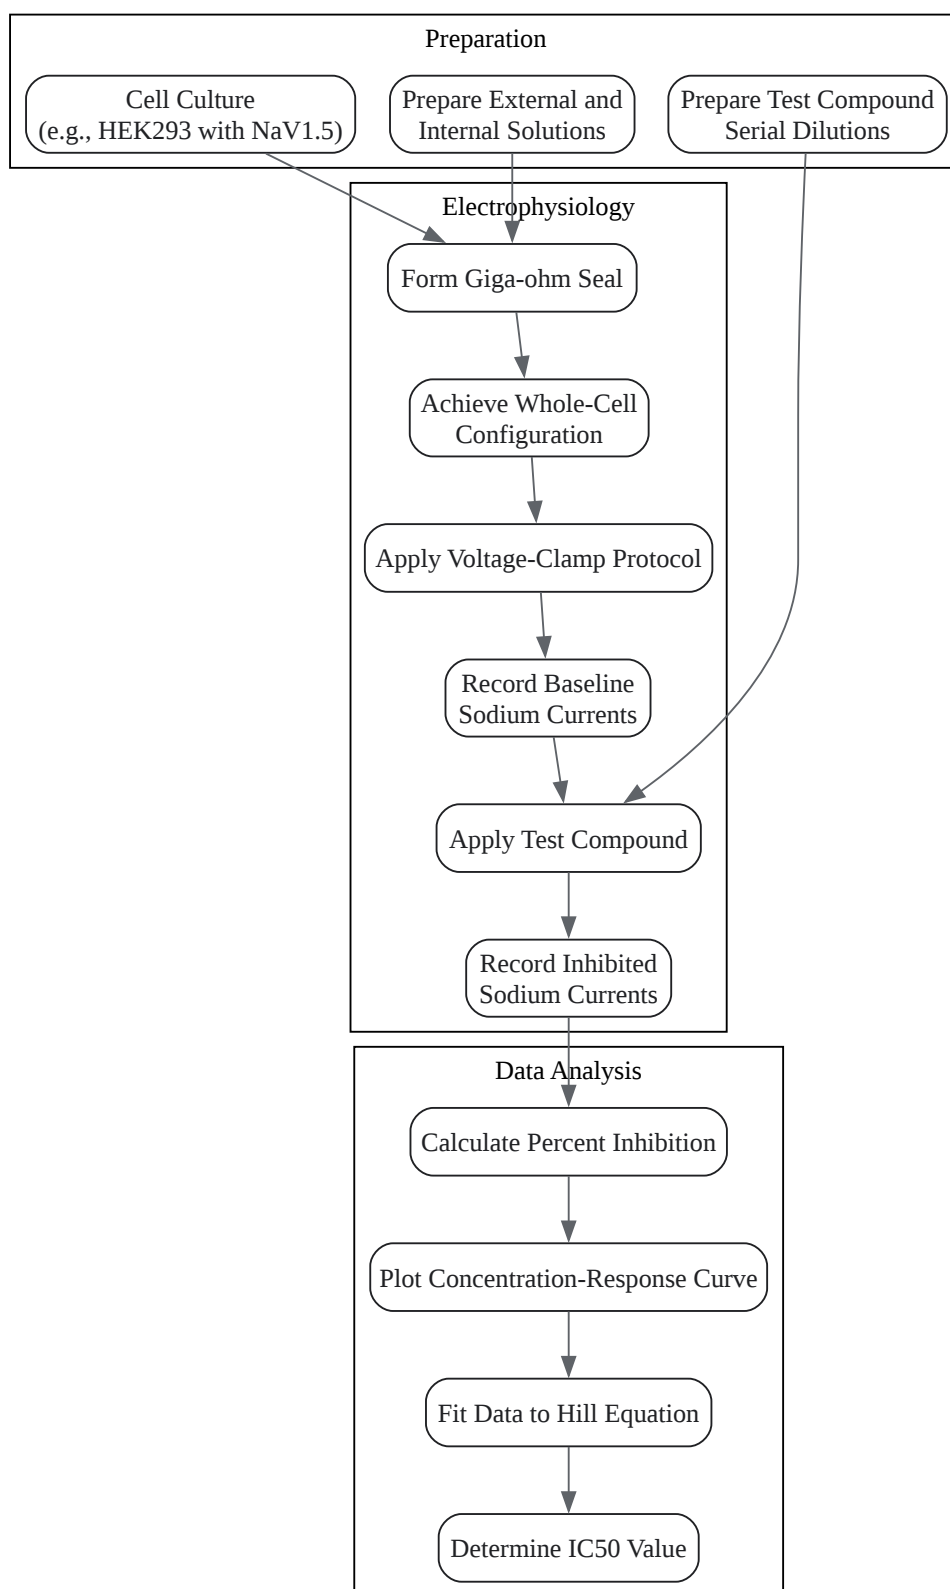 Preparation
Cell Culture
(e.g., HEK293 with NaV1.5)
Prepare External and
Internal Solutions
Prepare Test Compound
Serial Dilutions
Electrophysiology
Form Giga-ohm Seal
Achieve Whole-Cell
Configuration
Apply Voltage-Clamp Protocol
Record Baseline
Sodium Currents
Apply Test Compound
Record Inhibited
Sodium Currents
Data Analysis
Calculate Percent Inhibition
Plot Concentration-Response Curve
Fit Data to Hill Equation
Determine IC50 Value